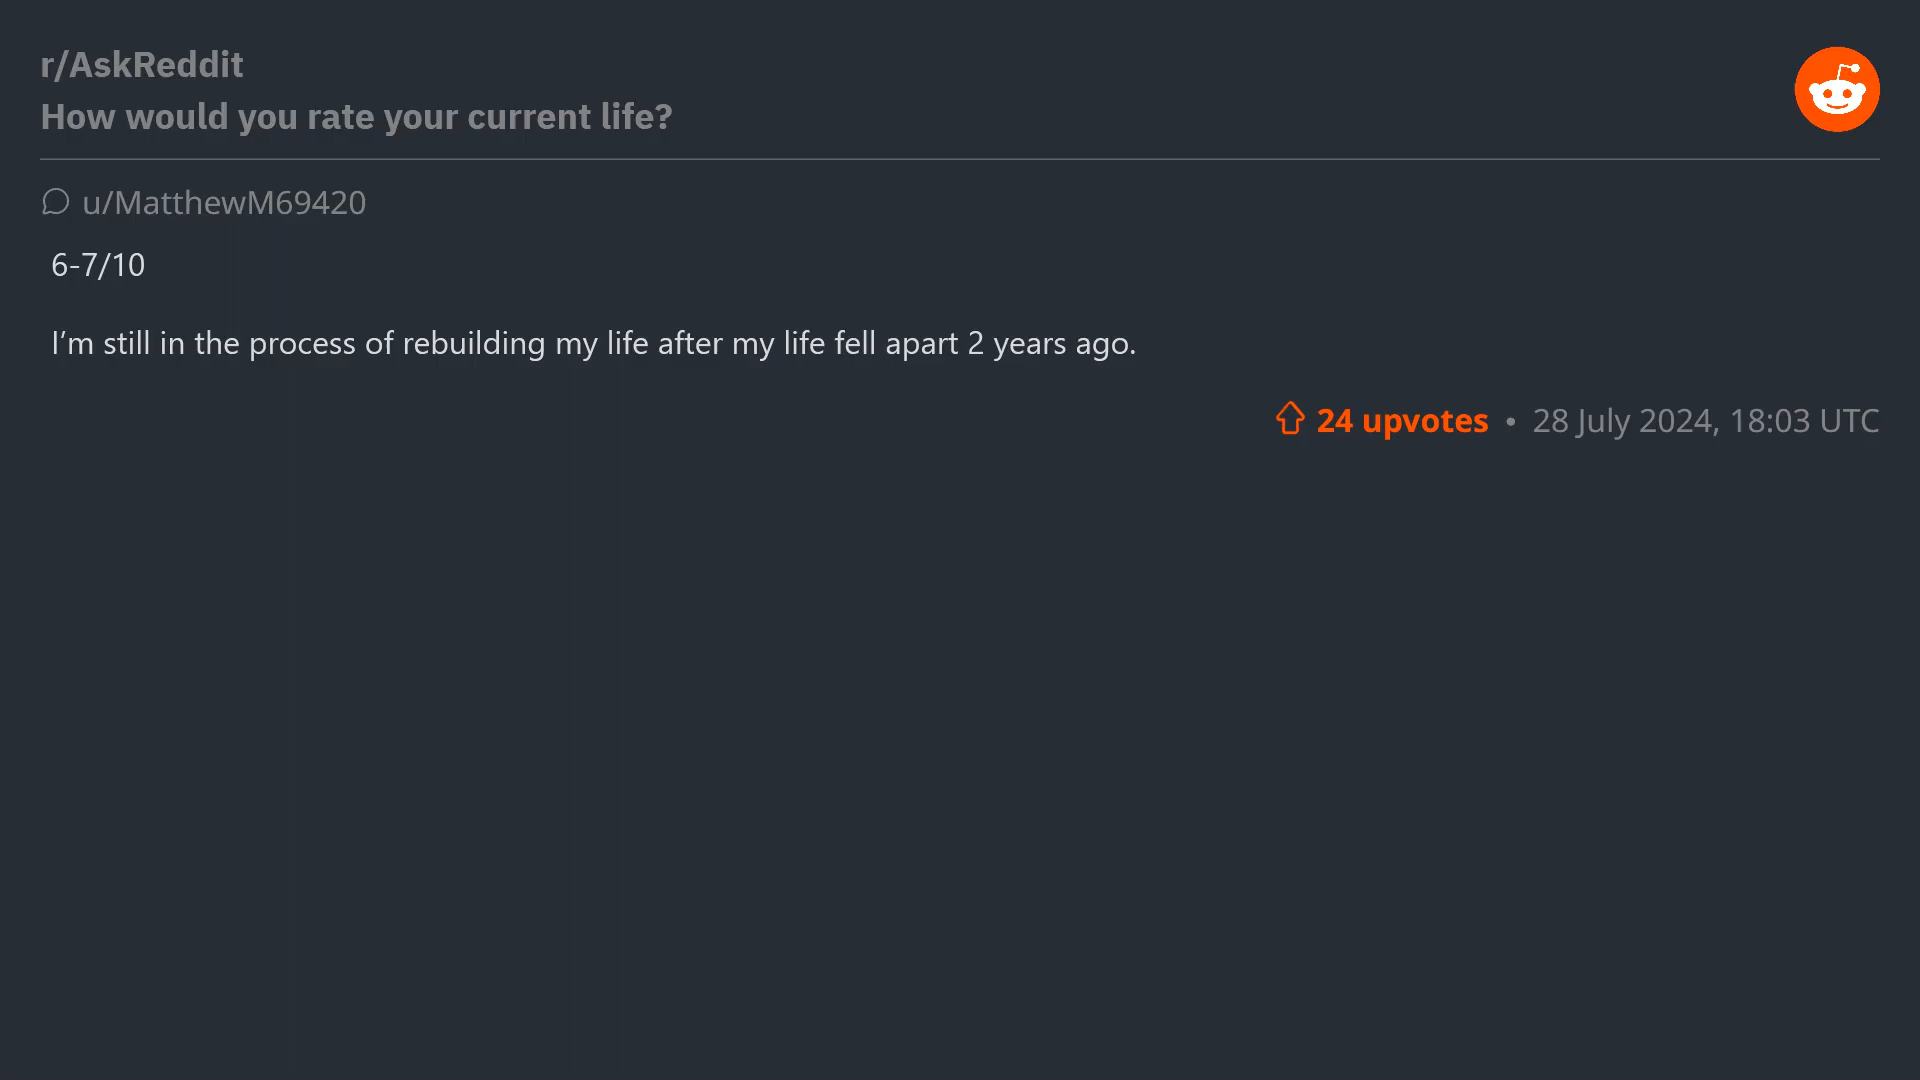 r/AskReddit
How would you rate your current life?
u/MatthewM69420
6-7/10
I’m still in the process of rebuilding my life after my life fell apart 2 years ago.
24 upvotes • 28 July 2024, 18:03 UTC